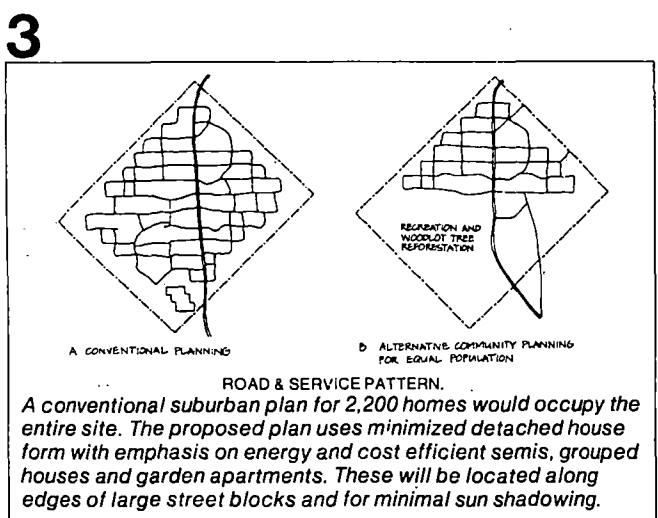 3
RECREATION AND
WOODLOT TREE
REFORESTATION
A CONVENTIONAL PLANNING
B ALTERNATIVE COMMUNITY PLANNING
FOR EQUAL POPULATION
ROAD & SERVICE PATTERN.
A conventional suburban plan for 2,200 homes would occupy the
entire site. The proposed plan uses minimized detached house
form with emphasis on energy and cost efficient semis, grouped
houses and garden apartments. These will be located along
edges of large street blocks and for minimal sun shadowing.